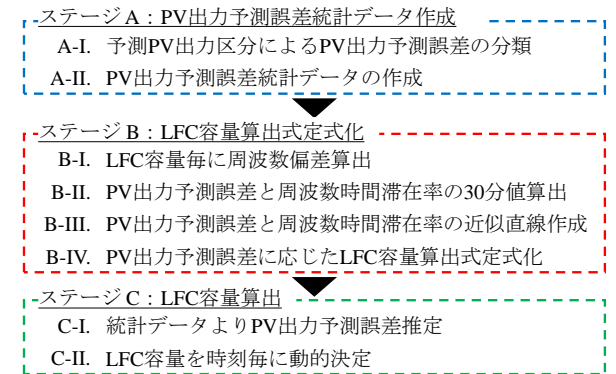 ステージA：PV出力予測誤差統計データ作成
A-I. 予測PV出力区分によるPV出力予測誤差の分類
A-II. PV出力予測誤差統計データの作成
ステージB：LFC容量算出式定式化
B-I. LFC容量毎に周波数偏差算出
B-II. PV出力予測誤差と周波数時間滞在率の30分値算出
B-III. PV出力予測誤差と周波数時間滞在率の近似直線作成
B-IV. PV出力予測誤差に応じたLFC容量算出式定式化
ステージC：LFC容量算出
C-I. 統計データよりPV出力予測誤差推定
C-II. LFC容量を時刻毎に動的決定